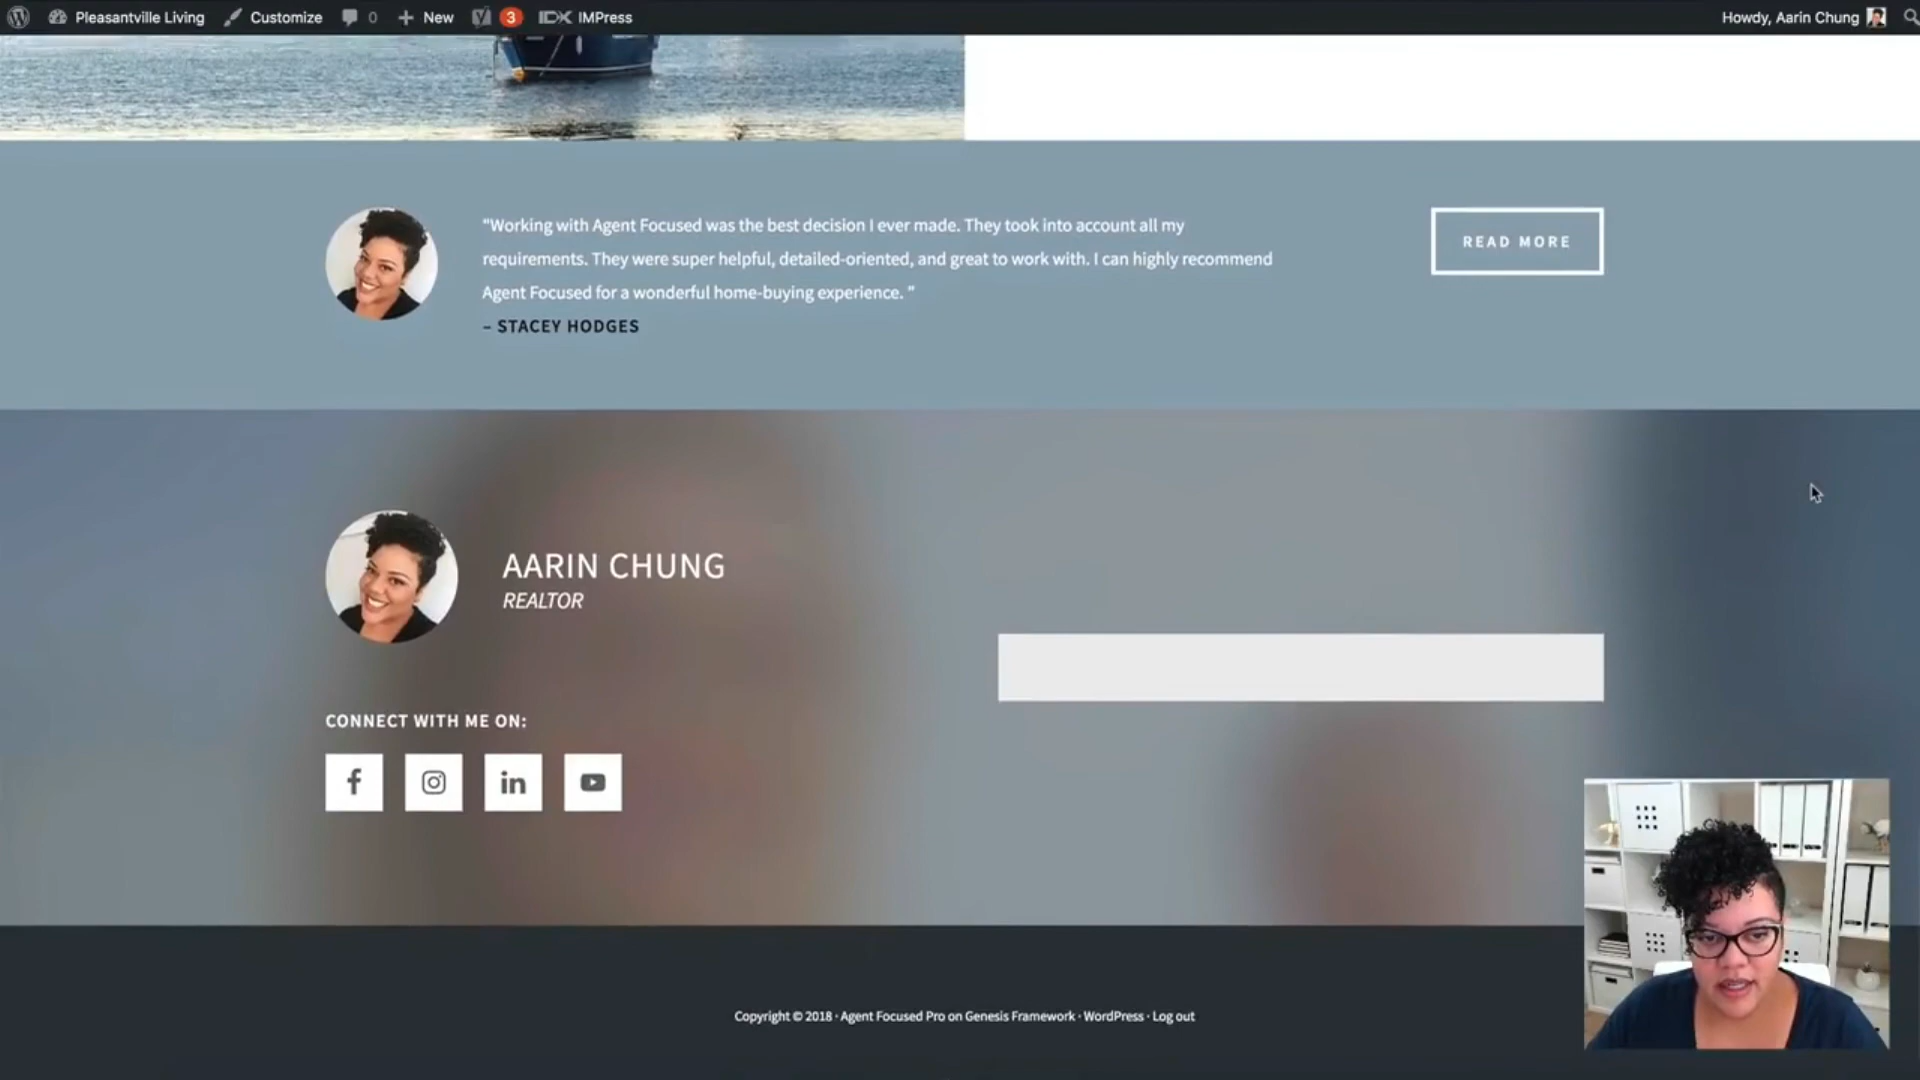 Pleasantville Living Customize 0 New 3 IMPress Howdy, Aarin Chung
"Working with Agent Focused was the best decision I ever made. They took into account all my
requirements. They were super helpful, detailed-oriented, and great to work with. I can highly recommend
Agent Focused for a wonderful home-buying experience. "
– STACEY HODGES
READ MORE
AARIN CHUNG
REALTOR
CONNECT WITH ME ON:
Copyright © 2018 · Agent Focused Pro on Genesis Framework · WordPress · Log out